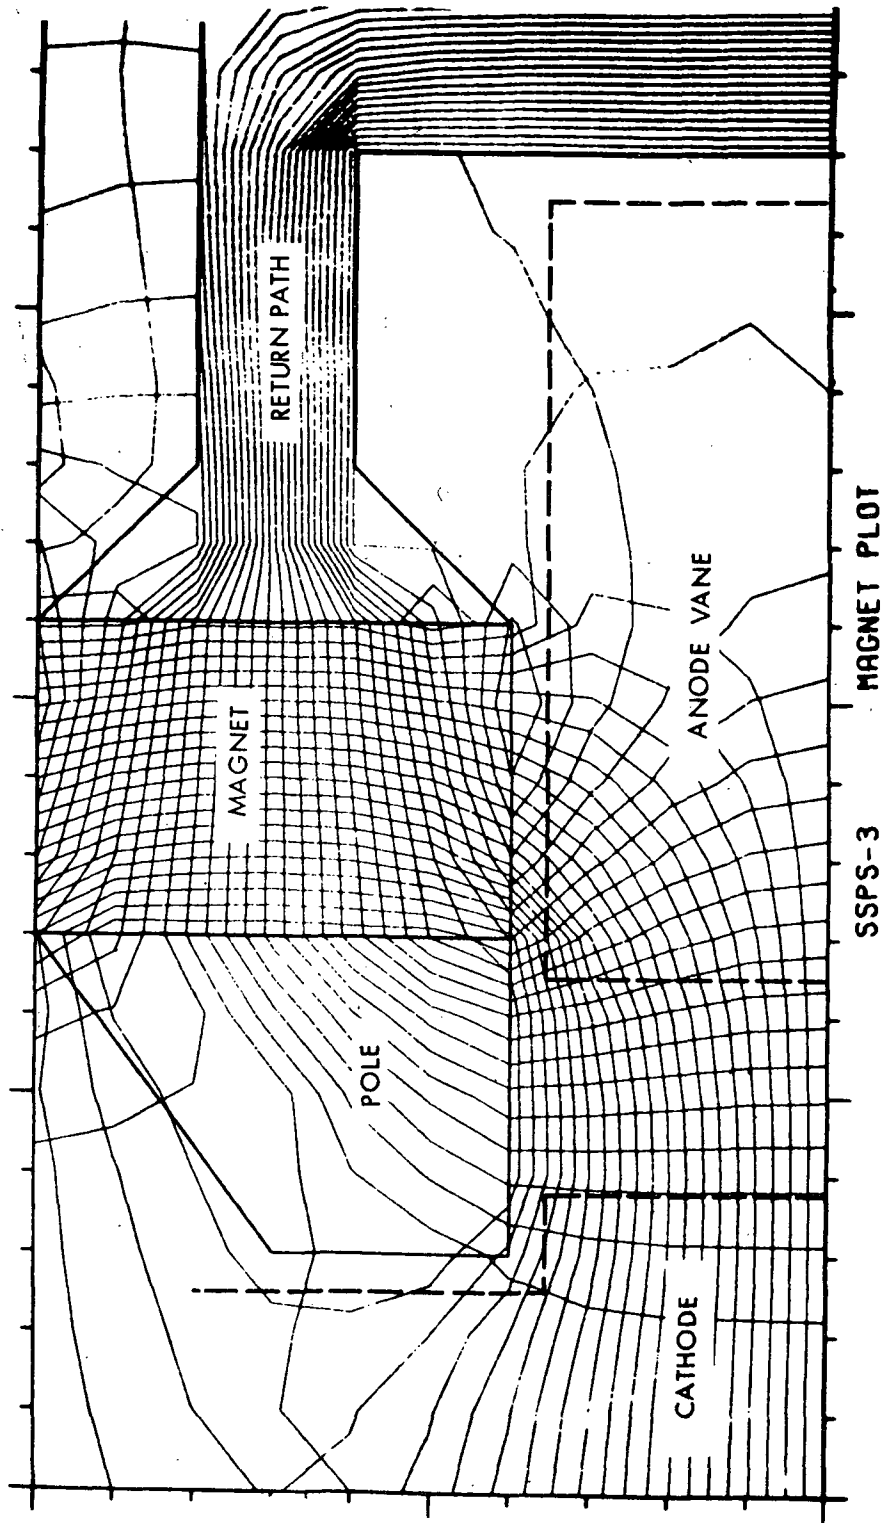 RETURN PATH
MAGNET
POLE
ANODE VANE
CATHODE
SSPS-3 MAGNET PLOT